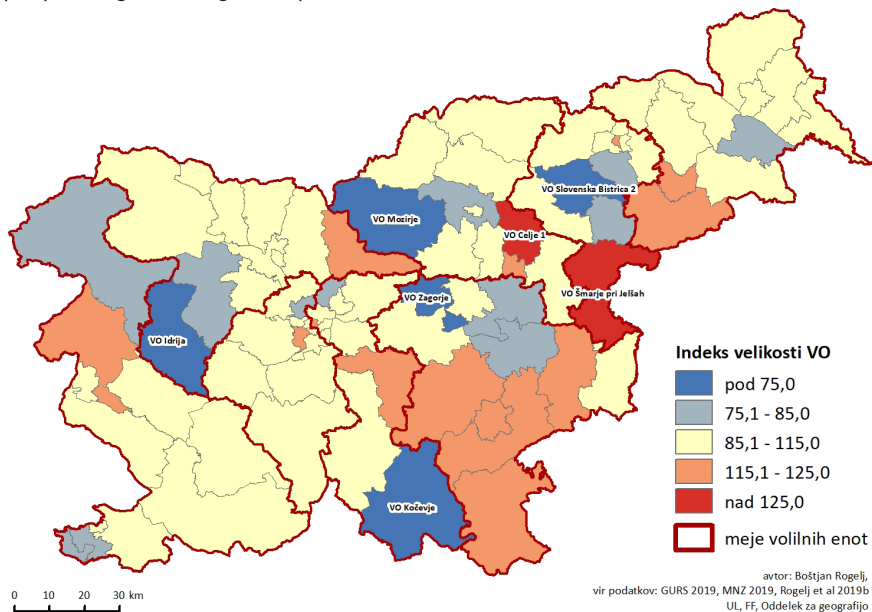 VO Slovenska Bistrica 2
VO Mozirje
VO Celje 1
VO Šmarje pri Jelšah
VO Zagorje
VO Idrija
VO Kočevje
Indeks velikosti VO
pod 75,0
75,1 - 85,0
85,1 - 115,0
115,1 - 125,0
nad 125,0
meje volilnih enot
0 10 20 30 km
avtor: Boštjan Rogelj,
vir podatkov: GURS 2019, MNZ 2019, Rogelj et al 2019b
UL, FF, Oddelek za geografijo